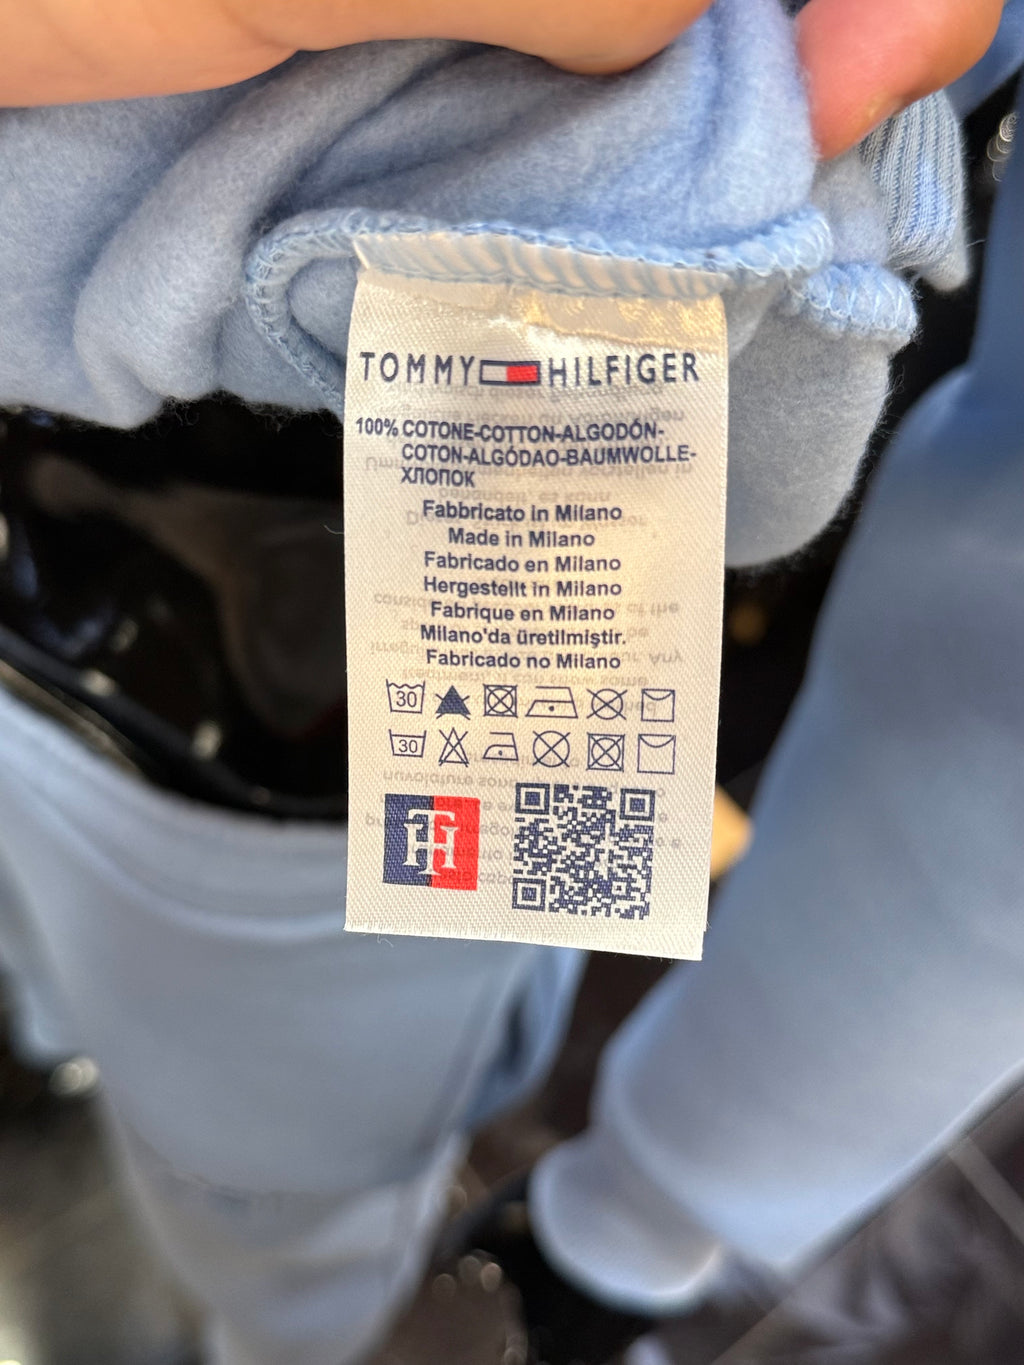 TOMMY HILFIGER
100% COTONE-COTTON-ALGODÓN-
COTON-ALGÓDAO-BAUMWOLLE-
ХЛОПОК
Fabbricato in Milano
Made in Milano
Fabricado en Milano
Hergestellt in Milano
Fabrique en Milano
Milano'da üretilmiştir.
Fabricado no Milano
30
30
TH